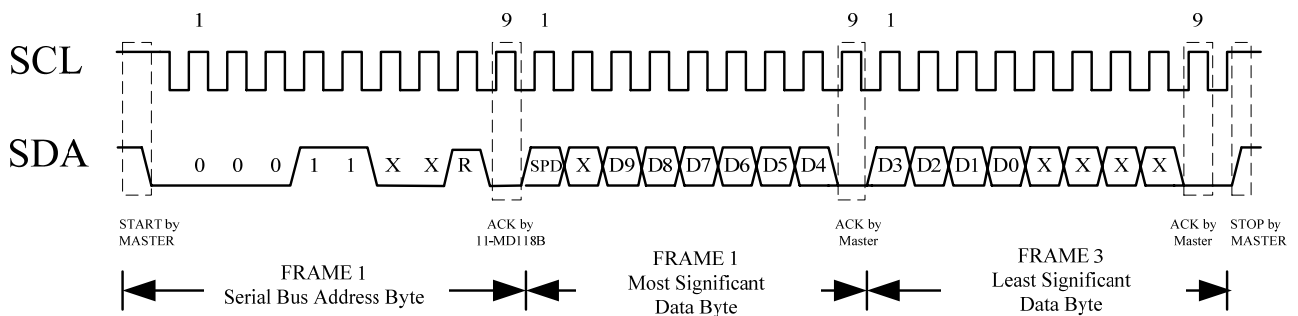 1 9 1 9 1 9
SCL
SDA
0 0 0 1 1 X X R SPD X D9 D8 D7 D6 D5 D4 D3 D2 D1 D0 X X X X
START by
MASTER
ACK by
11-MD118B
ACK by
Master
ACK by
Master
STOP by
MASTER
FRAME 1
Serial Bus Address Byte
FRAME 1
Most Significant
Data Byte
FRAME 3
Least Significant
Data Byte